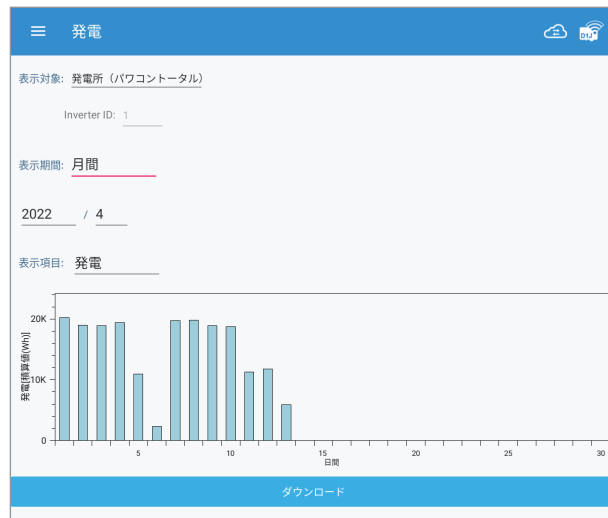 発電
D1J
表示対象: 発電所（パワコントータル）
Inverter ID: 1
表示期間: 月間
2022 / 4
表示項目: 発電
発電[積算値(Wh)]
20K
10K
0
5 10 15 20 25 30
日間
ダウンロード